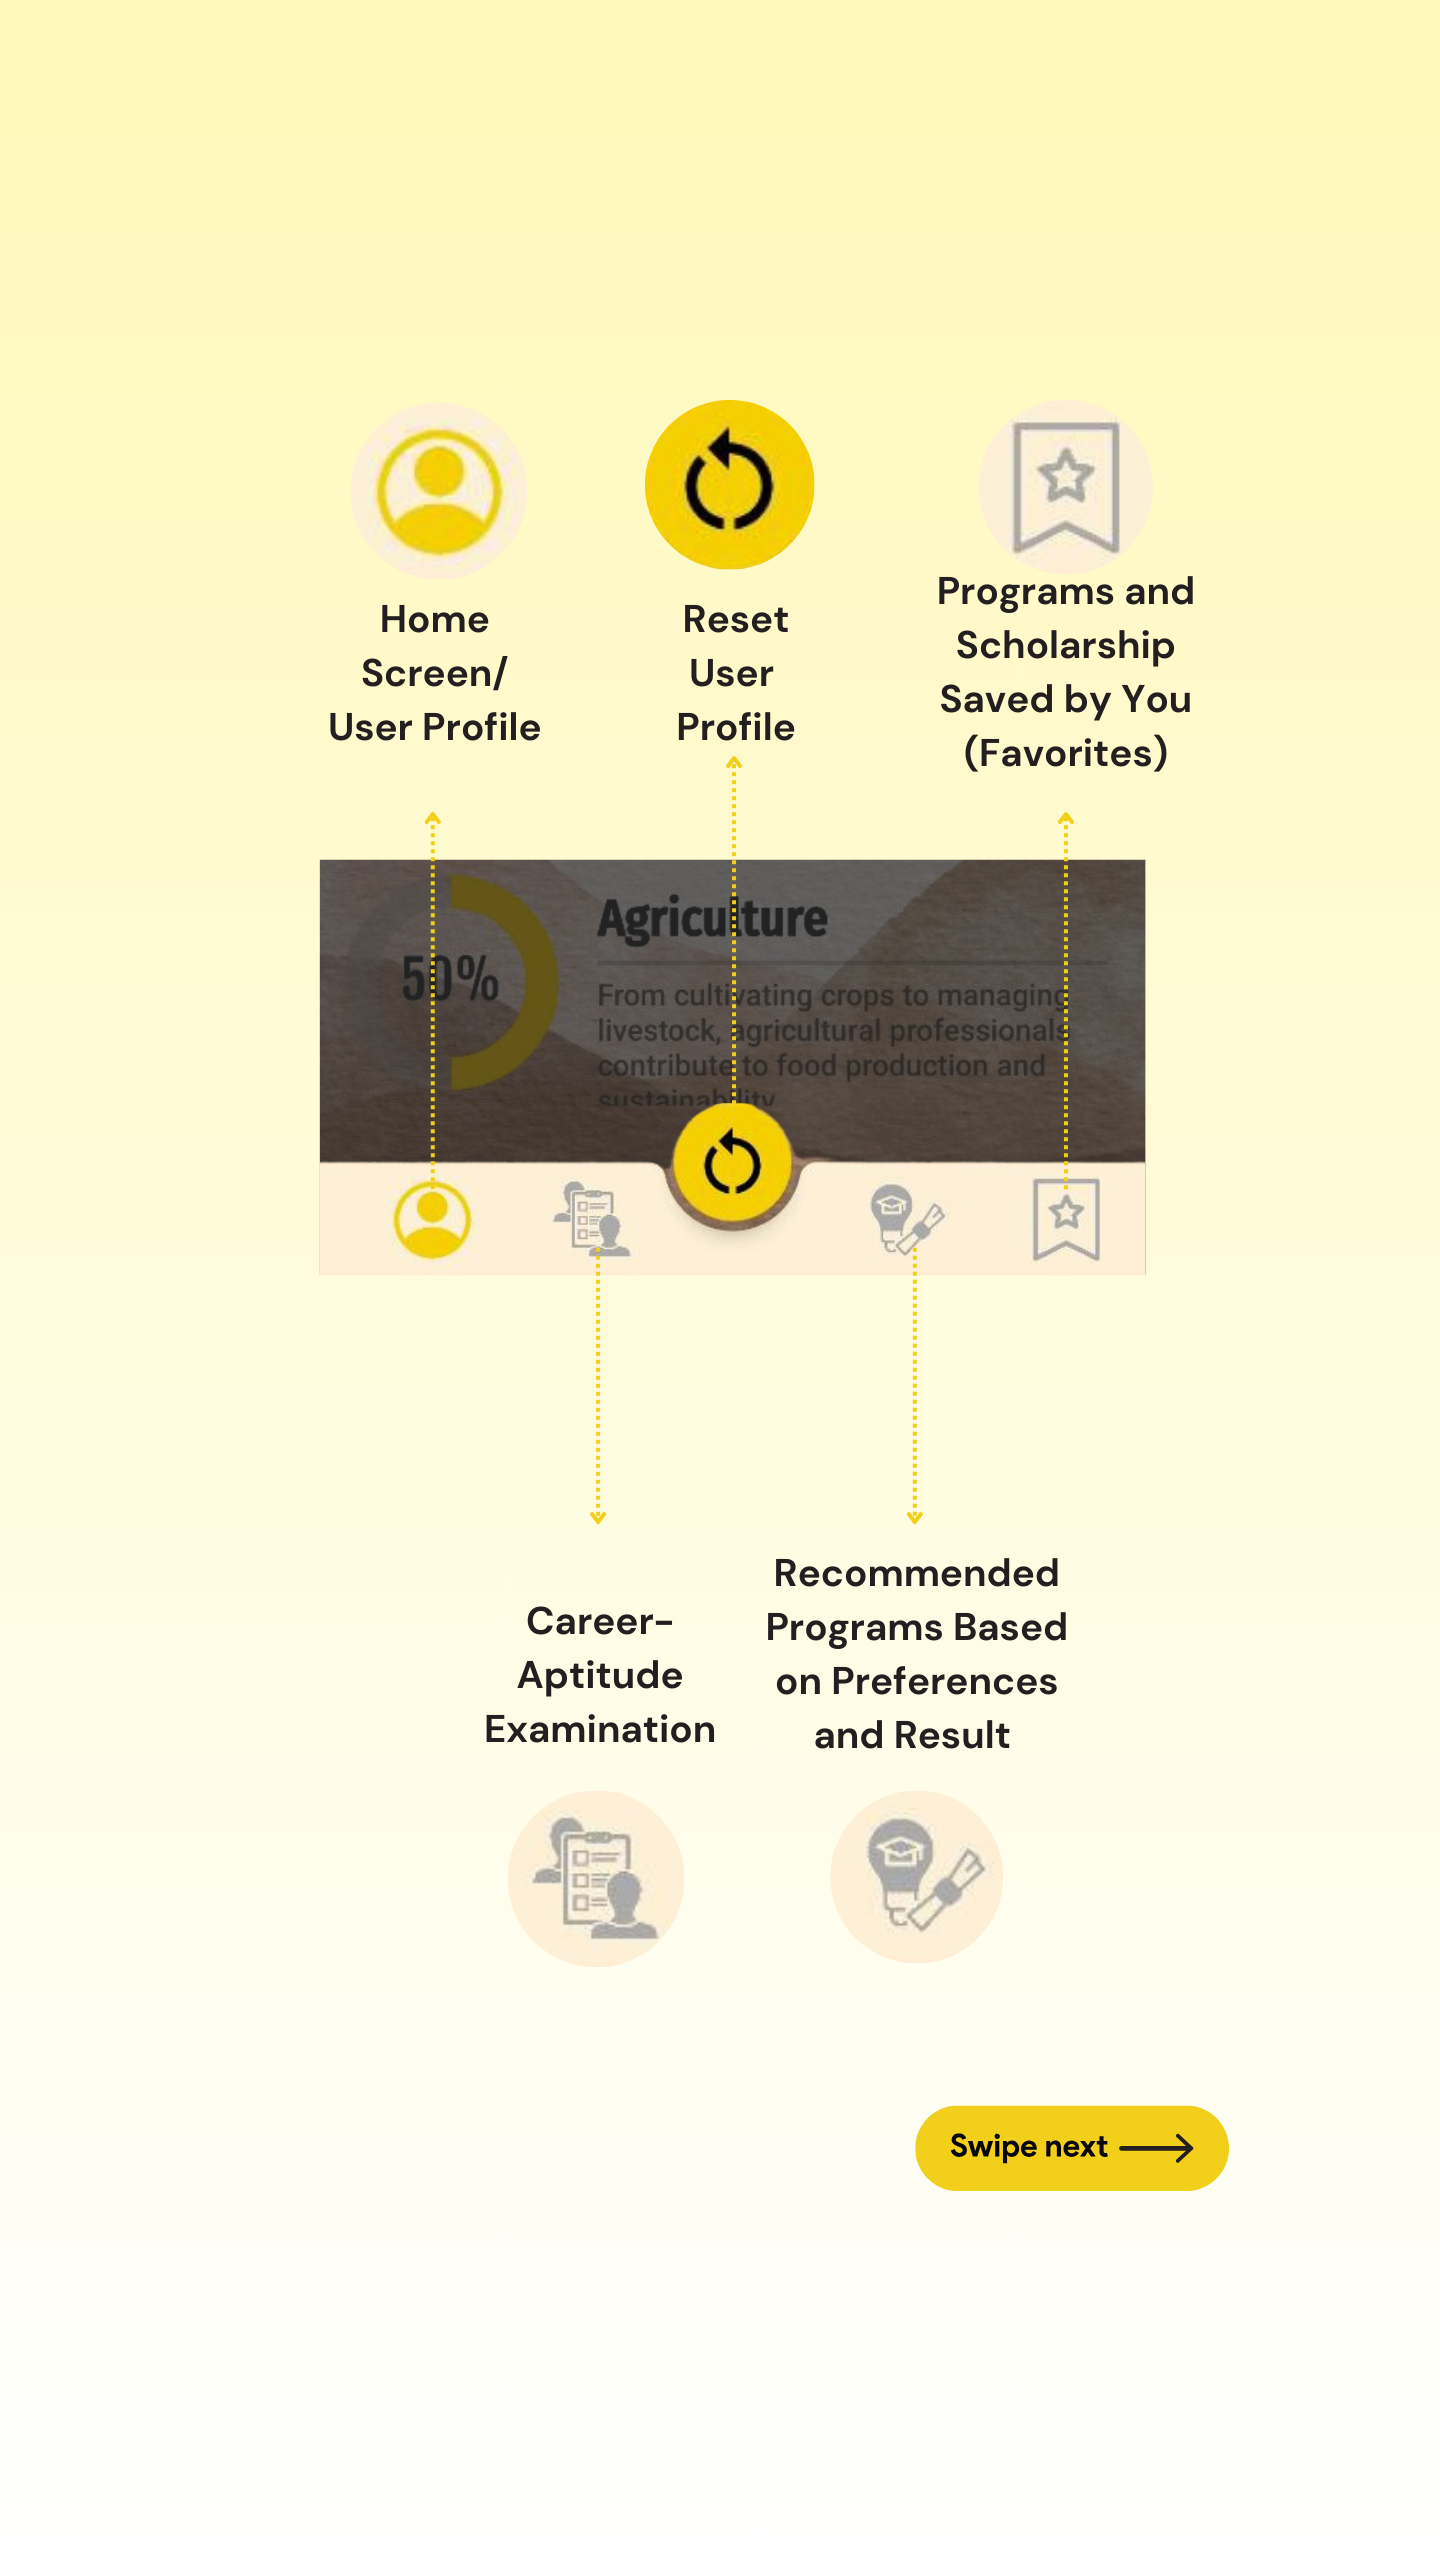 Home
Screen/
User Profile
Reset
User
Profile
Programs and
Scholarship
Saved by You
(Favorites)
50%
Agriculture
From cultivating crops to managing
livestock, agricultural professionals
contribute to food production and
sustainability
Career-
Aptitude
Examination
Recommended
Programs Based
on Preferences
and Result
Swipe next